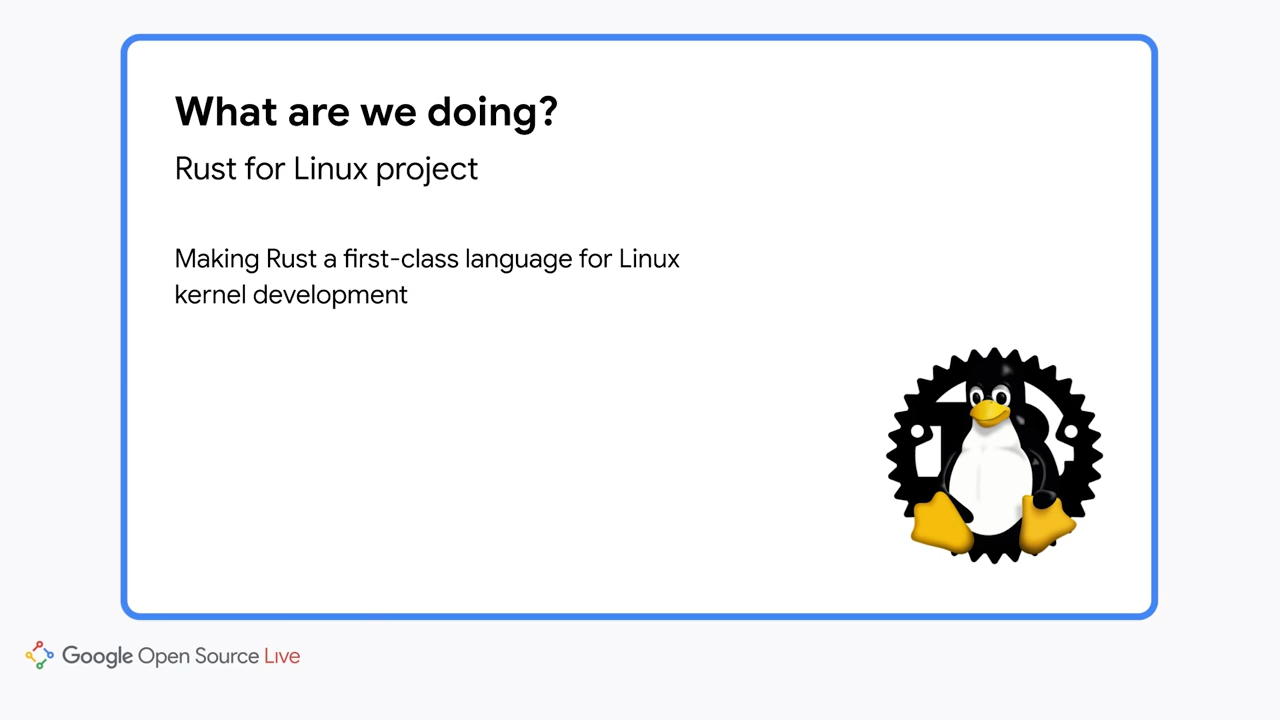 What are we doing?
Rust for Linux project
Making Rust a first-class language for Linux
kernel development
Google Open Source Live